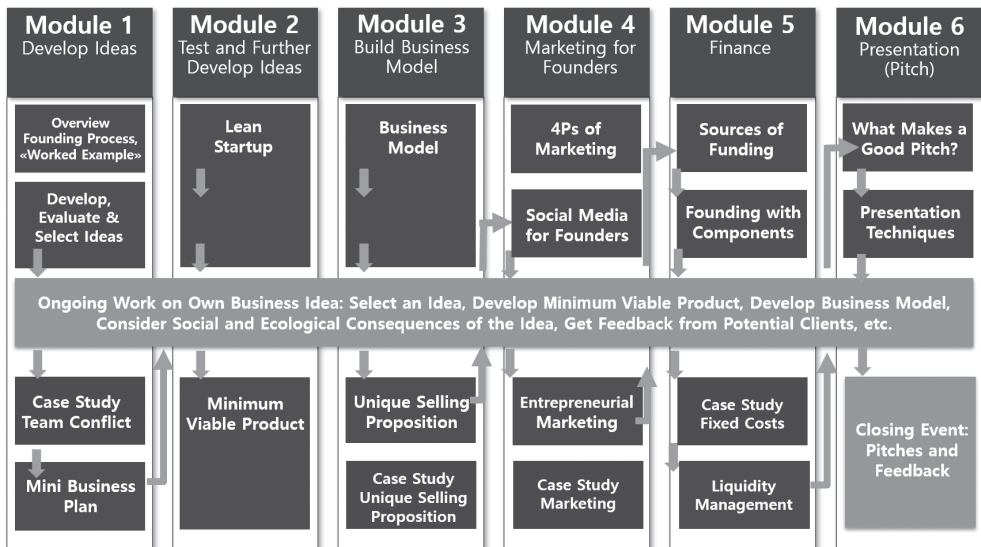 Module 1
Develop Ideas
Overview
Founding Process,
«Worked Example»
Develop,
Evaluate &
Select Ideas
Module 2
Test and Further
Develop Ideas
Lean
Startup
Module 3
Build Business
Model
Business
Model
Module 4
Marketing for
Founders
4Ps of
Marketing
Social Media
for Founders
Module 5
Finance
Sources of
Funding
Founding with
Components
Module 6
Presentation
(Pitch)
What Makes a
Good Pitch?
Presentation
Techniques
Ongoing Work on Own Business Idea: Select an Idea, Develop Minimum Viable Product, Develop Business Model,
Consider Social and Ecological Consequences of the Idea, Get Feedback from Potential Clients, etc.
Case Study
Team Conflict
Mini Business
Plan
Minimum
Viable Product
Unique Selling
Proposition
Case Study
Unique Selling
Proposition
Entrepreneurial
Marketing
Case Study
Marketing
Case Study
Fixed Costs
Liquidity
Management
Closing Event:
Pitches and
Feedback